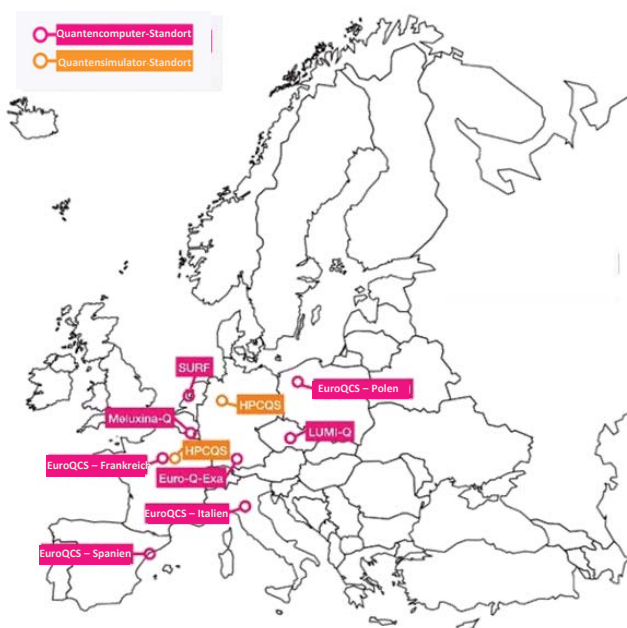 Quantencomputer-Standort
Quantensimulator-Standort
SURF
EuroQCS – Polen
HPCQS
Meluxina-Q
LUMI-Q
HPCQS
EuroQCS – Frankreich
Euro-Q-Exa
EuroQCS – Italien
EuroQCS – Spanien